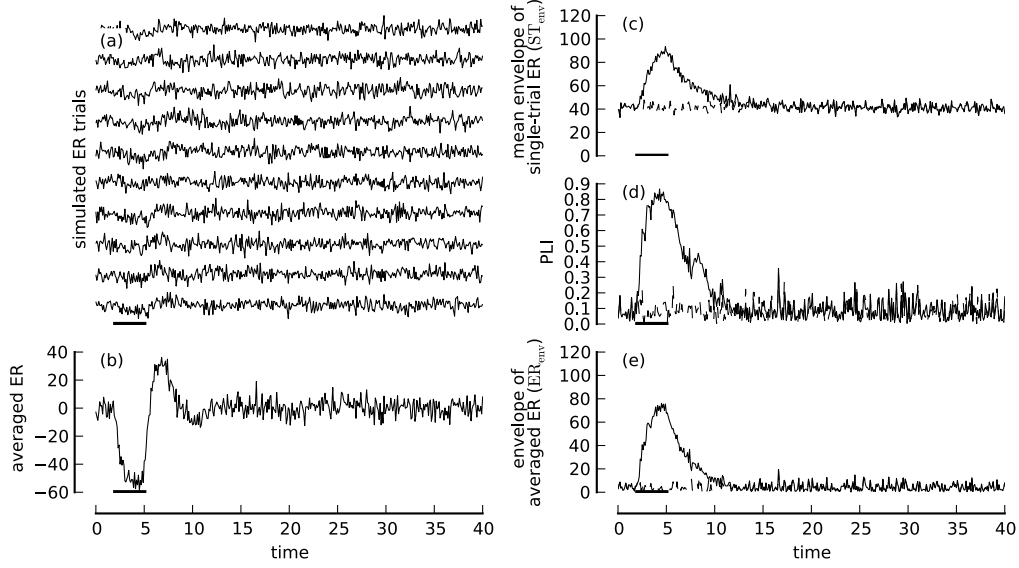 (a)
simulated ER trials
(b)
averaged ER
40
20
0
−20
−40
−60
0 5 10 15 20 25 30 35 40
time
(c)
mean envelope of
single-trial ER (STenv)
120
100
80
60
40
20
0
(d)
PLI
0.9
0.8
0.7
0.6
0.5
0.4
0.3
0.2
0.1
0.0
(e)
envelope of
averaged ER (ERenv)
120
100
80
60
40
20
0
0 5 10 15 20 25 30 35 40
time